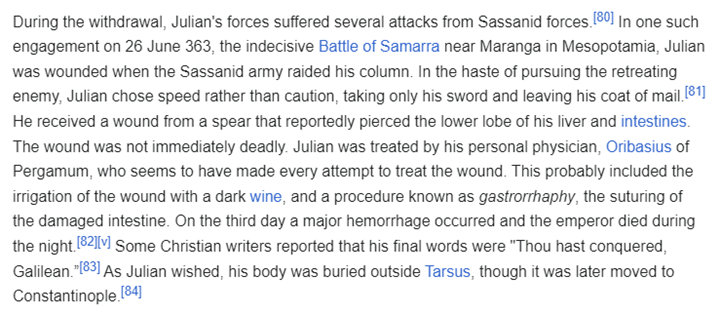 During the withdrawal, Julian's forces suffered several attacks from Sassanid forces.[80] In one such
engagement on 26 June 363, the indecisive Battle of Samarra near Maranga in Mesopotamia, Julian
was wounded when the Sassanid army raided his column. In the haste of pursuing the retreating
enemy, Julian chose speed rather than caution, taking only his sword and leaving his coat of mail.[81]
He received a wound from a spear that reportedly pierced the lower lobe of his liver and intestines.
The wound was not immediately deadly. Julian was treated by his personal physician, Oribasius of
Pergamum, who seems to have made every attempt to treat the wound. This probably included the
irrigation of the wound with a dark wine, and a procedure known as gastrorrhaphy, the suturing of
the damaged intestine. On the third day a major hemorrhage occurred and the emperor died during
the night.[82][v] Some Christian writers reported that his final words were "Thou hast conquered,
Galilean."[83] As Julian wished, his body was buried outside Tarsus, though it was later moved to
Constantinople.[84]